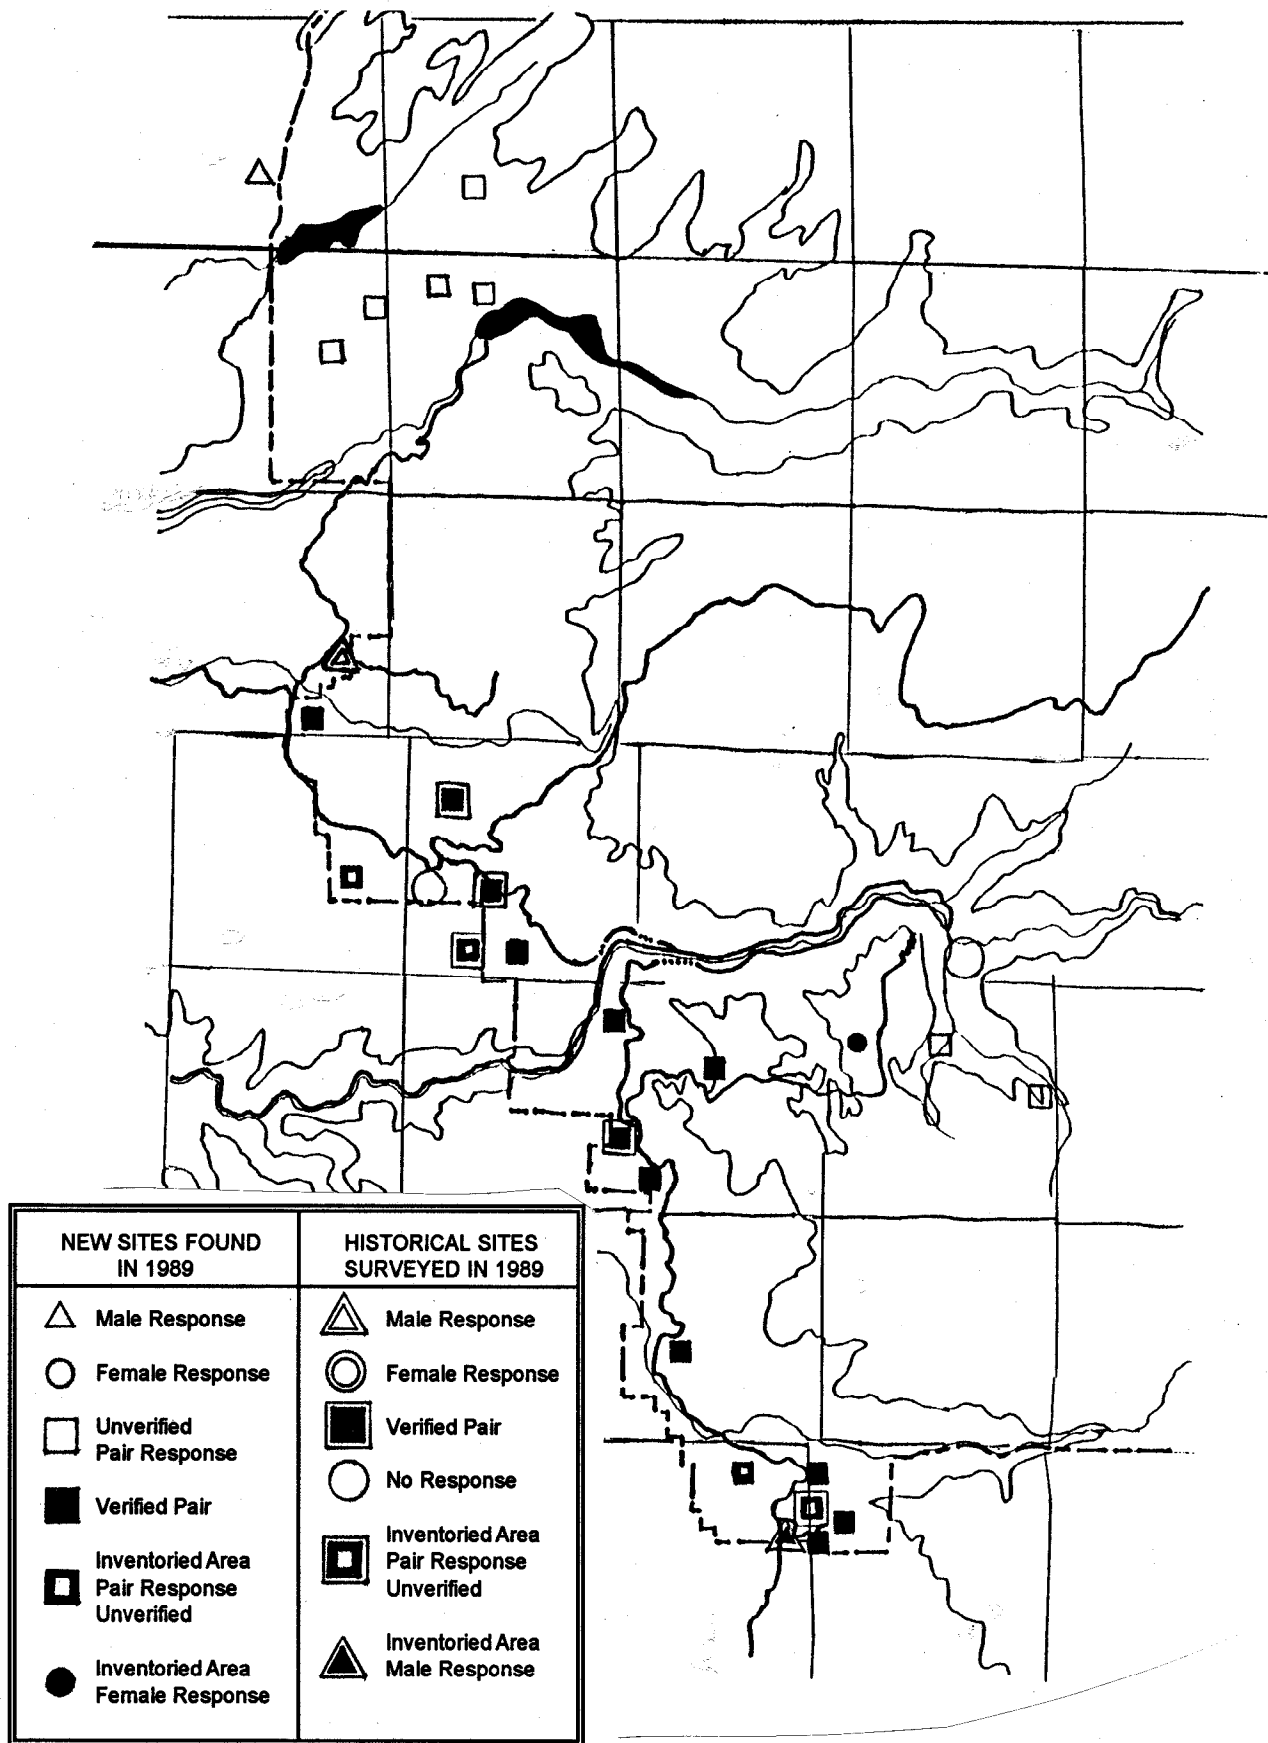 NEW SITES FOUND
IN 1989
Male Response
Female Response
Unverified
Pair Response
Verified Pair
Inventoried Area
Pair Response
Unverified
Inventoried Area
Female Response
HISTORICAL SITES
SURVEYED IN 1989
Male Response
Female Response
Verified Pair
No Response
Inventoried Area
Pair Response
Unverified
Inventoried Area
Male Response